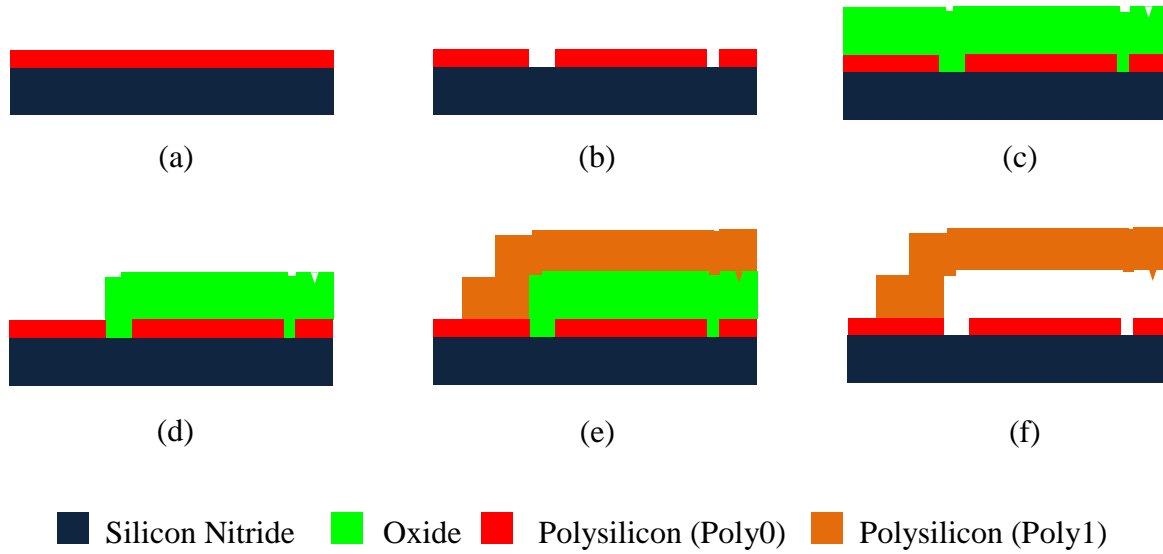 (a)
(b)
(c)
(d)
(e)
(f)
Silicon Nitride
Oxide
Polysilicon (Poly0)
Polysilicon (Poly1)